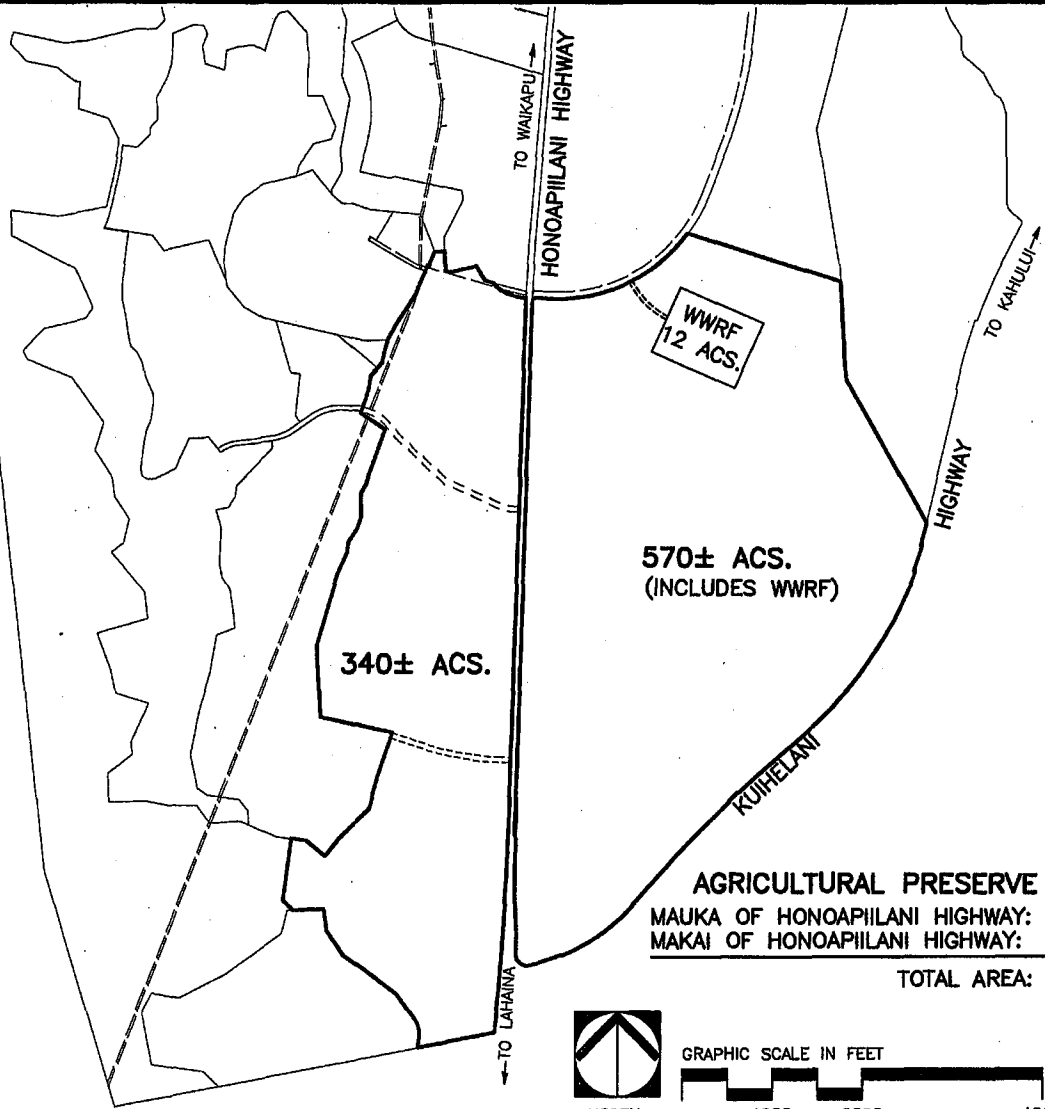 TO WAIKAPU
HONOAPIILANI HIGHWAY
TO KAHULUI
WWRF
12 ACS.
HIGHWAY
570± ACS.
(INCLUDES WWRF)
340± ACS.
KUIHELANI
AGRICULTURAL PRESERVE
MAUKA OF HONOAPIILANI HIGHWAY:
MAKAI OF HONOAPIILANI HIGHWAY:
TOTAL AREA:
TO LAHAINA
GRAPHIC SCALE IN FEET